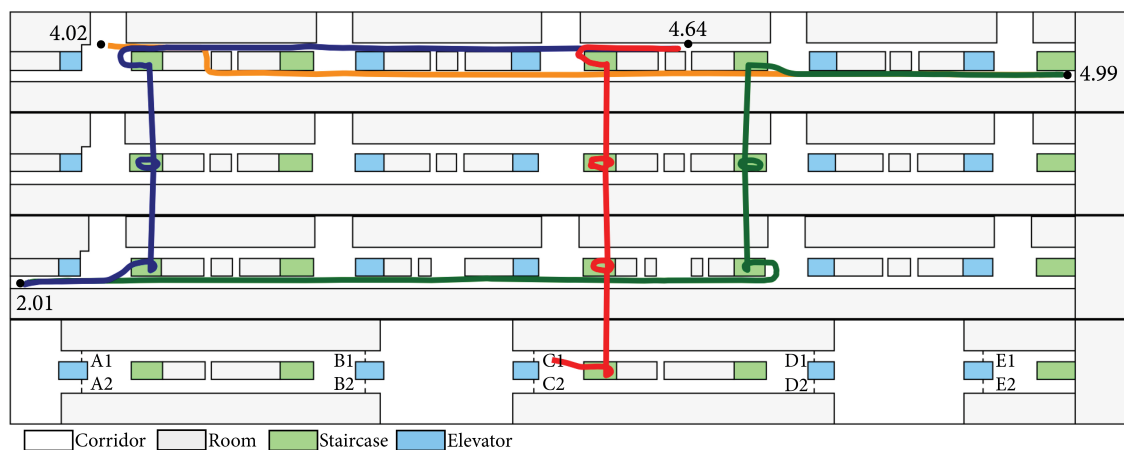 4.02
4.64
4.99
2.01
A1 B1 C1 D1 E1
A2 B2 C2 D2 E2
Corridor Room Staircase Elevator